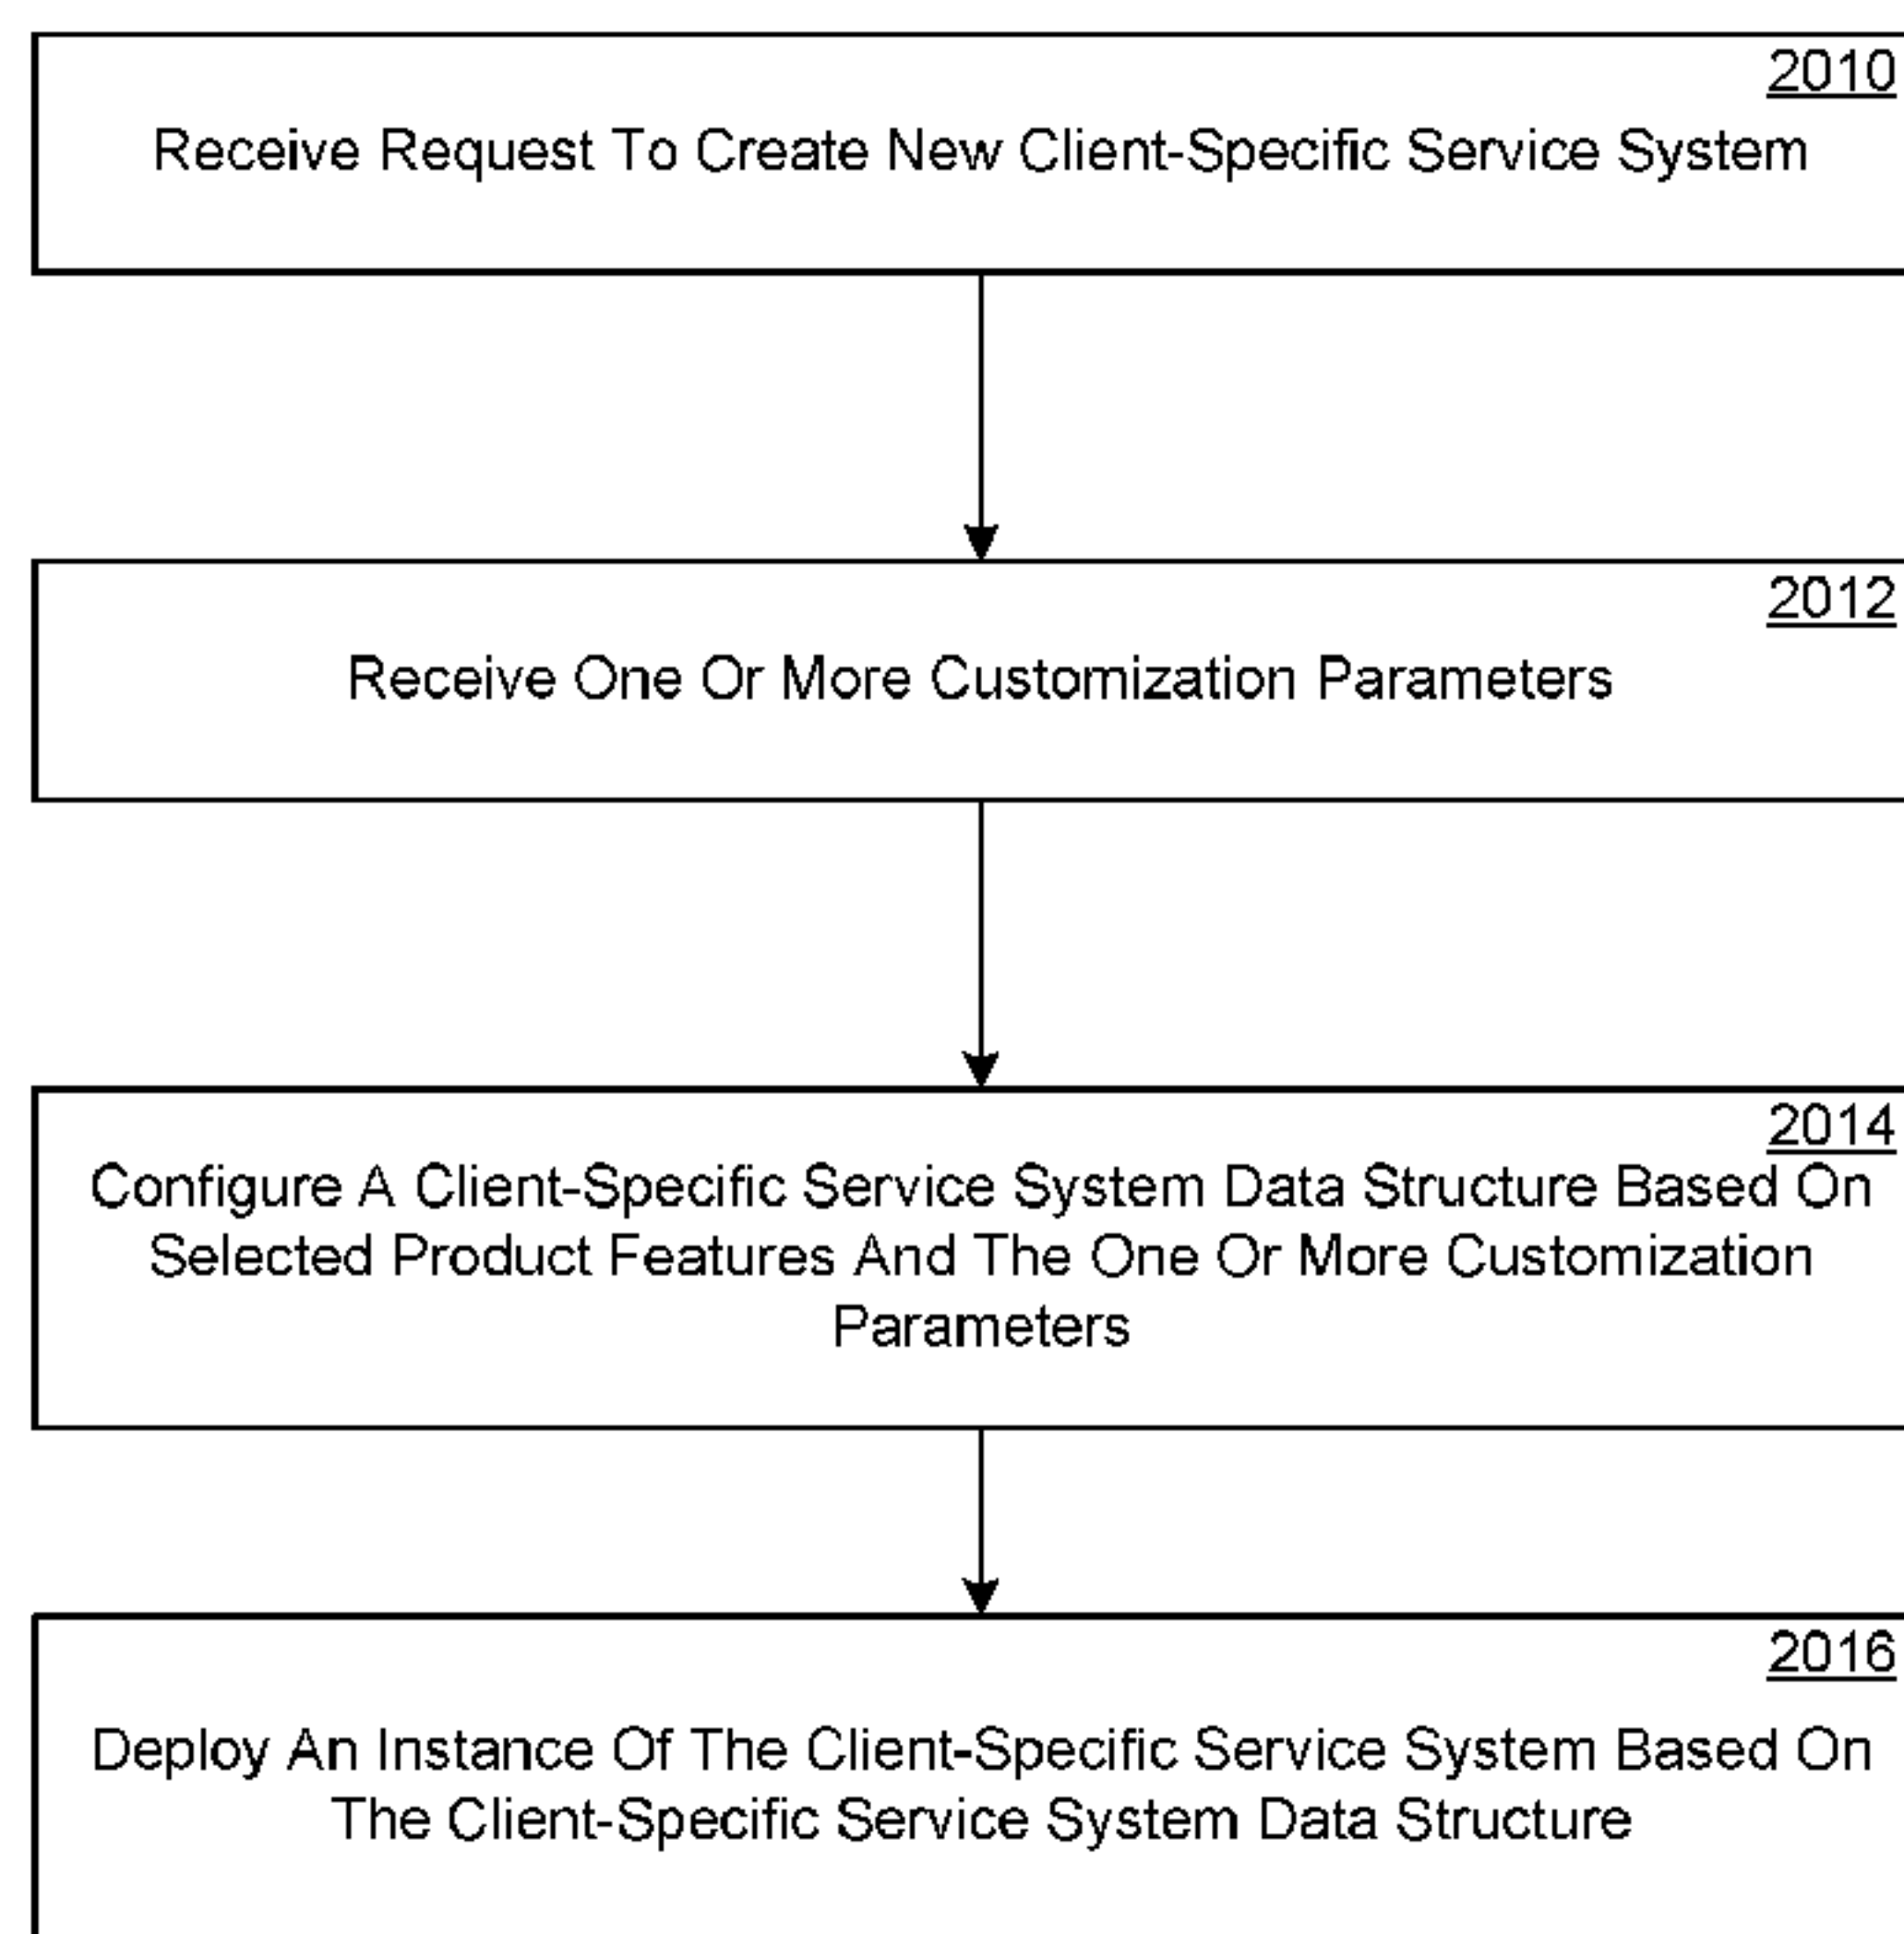 2010
Receive Request To Create New Client-Specific Service System
2012
Receive One Or More Customization Parameters
2014
Configure A Client-Specific Service System Data Structure Based On
Selected Product Features And The One Or More Customization
Parameters
2016
Deploy An Instance Of The Client-Specific Service System Based On
The Client-Specific Service System Data Structure